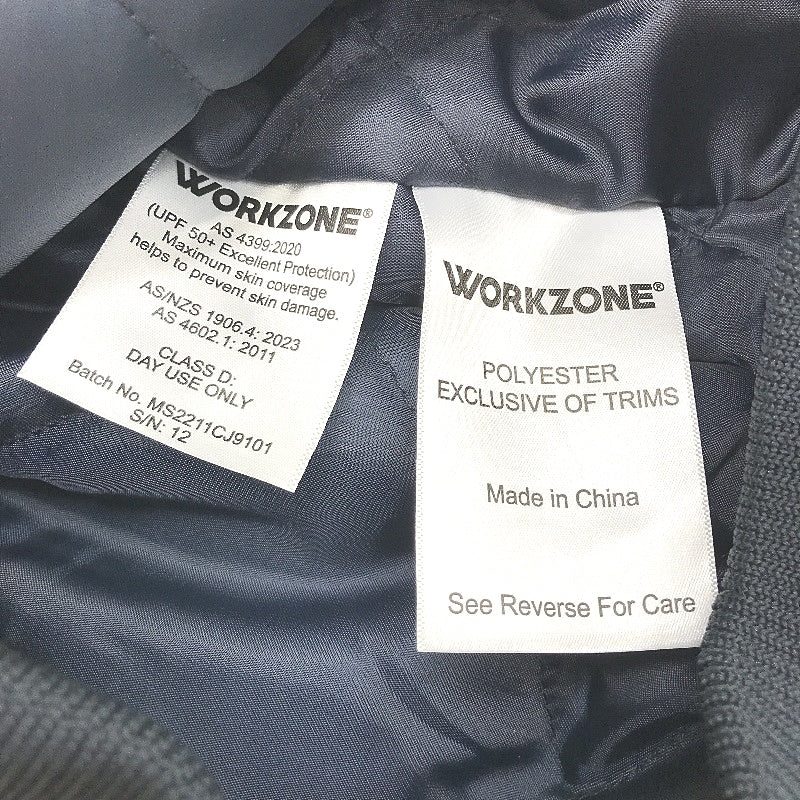 WORKZONE®
AS 4399:2020
(UPF 50+ Excellent Protection)
Maximum skin coverage
helps to prevent skin damage.
AS/NZS 1906.4: 2023
AS 4602.1: 2011
CLASS D:
DAY USE ONLY
Batch No. MS2211CJ9101
S/N: 12
WORKZONE®
POLYESTER
EXCLUSIVE OF TRIMS
Made in China
See Reverse For Care